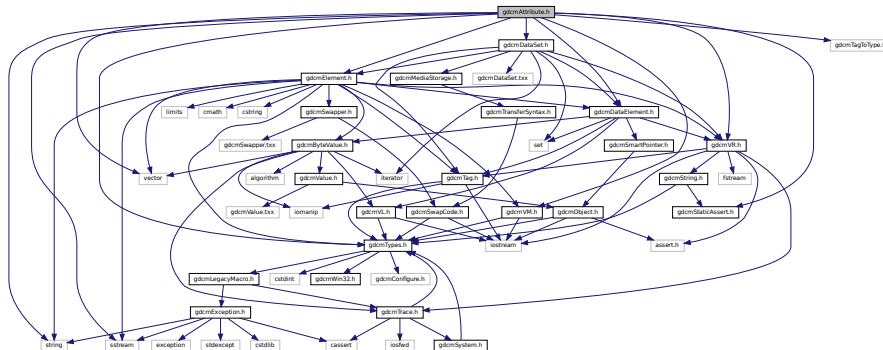 gdcmAttribute.h
gdcmDataSet.h
gdcmTagToType.
gdcmElement.h
gdcmMediaStorage.h
gdcmDataSet.txx
limits
cmath
cstring
gdcmSwapper.h
gdcmTransferSyntax.h
gdcmDataElement.h
gdcmSwapper.txx
gdcmByteValue.h
set
gdcmSmartPointer.h
gdcmVR.h
vector
algorithm
gdcmValue.h
iterator
gdcmTag.h
gdcmString.h
fstream
gdcmValue.txx
iomanip
gdcmVL.h
gdcmSwapCode.h
gdcmVM.h
gdcmObject.h
gdcmStaticAssert.h
gdcmTypes.h
iostream
assert.h
gdcmLegacyMacro.h
cstdint
gdcmWin32.h
gdcmConfigure.h
gdcmException.h
gdcmTrace.h
string
sstream
exception
stdexcept
cstdlib
cassert
iosfwd
gdcmSystem.h